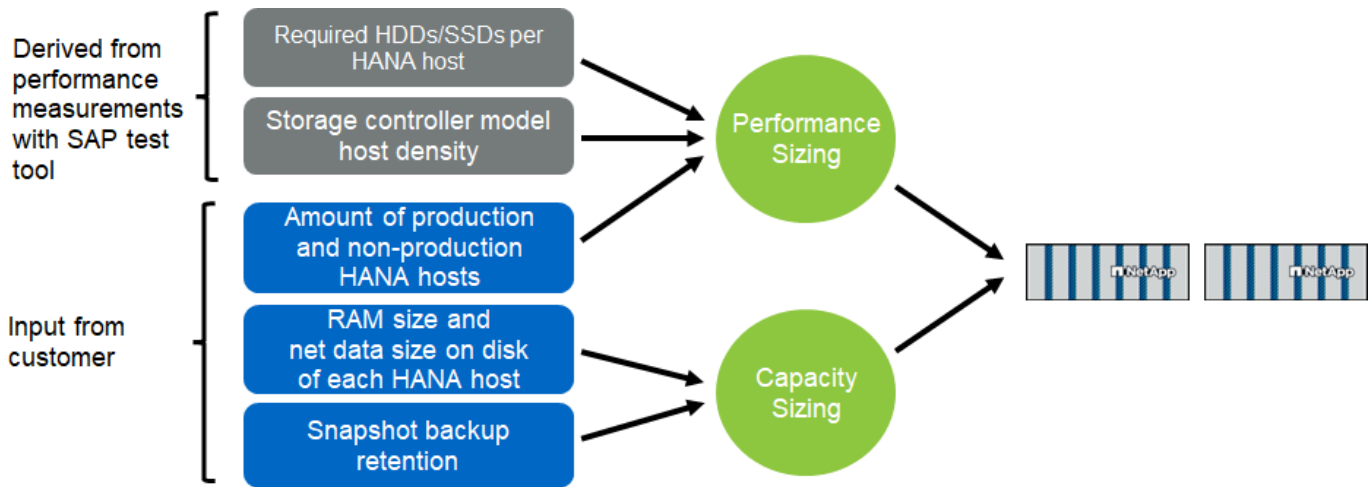 Derived from
performance
measurements
with SAP test
tool
Required HDDs/SSDs per
HANA host
Storage controller model
host density
Amount of production
and non-production
HANA hosts
RAM size and
net data size on disk
of each HANA host
Snapshot backup
retention
Input from
customer
Performance
Sizing
Capacity
Sizing
NetApp
NetApp